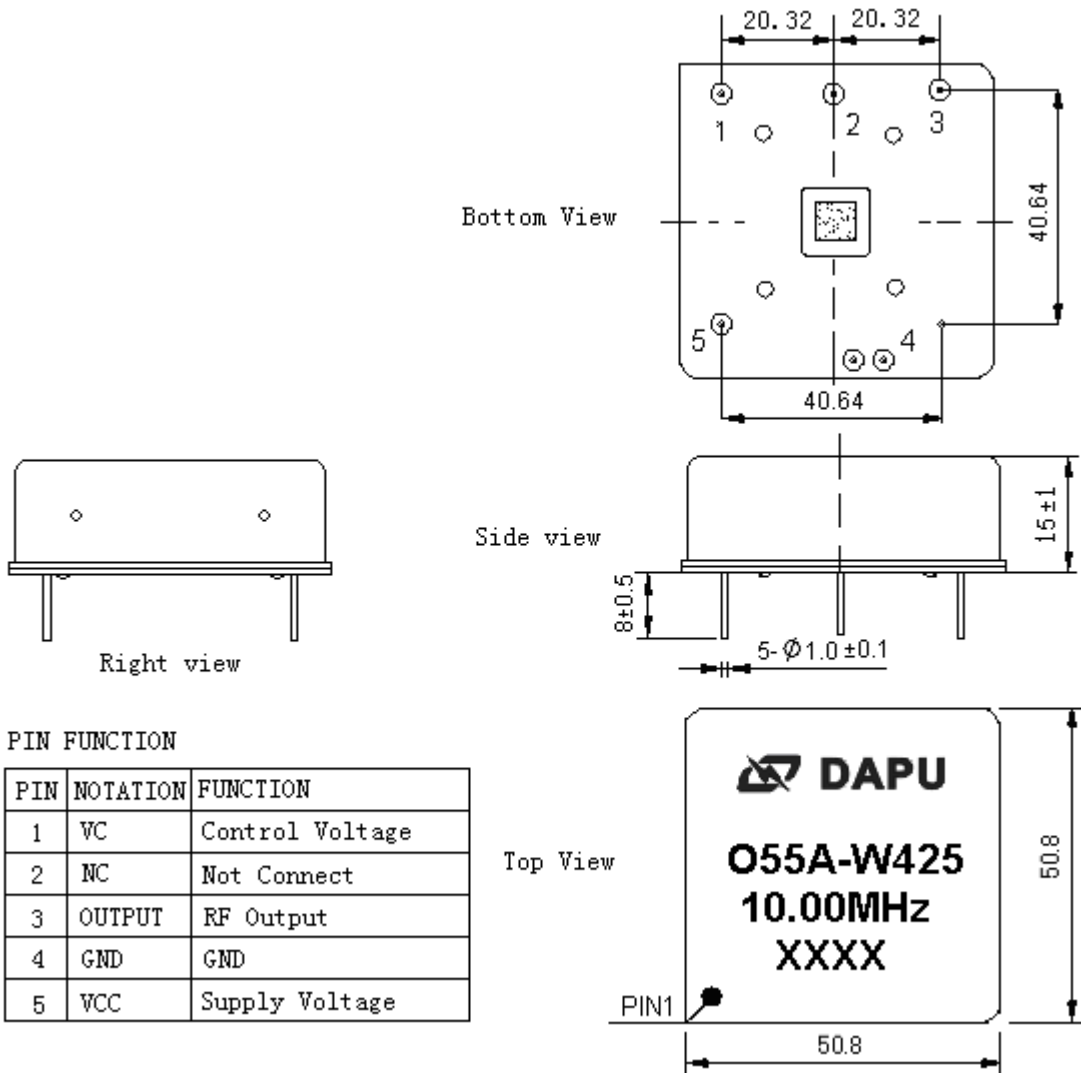 20.32 20.32
1 2 3
Bottom View
40.64
5 4
40.64
Right view
Side view
15±1
8±0.5
5-Φ1.0±0.1
PIN FUNCTION
PIN NOTATION FUNCTION
1 VC Control Voltage
2 NC Not Connect
3 OUTPUT RF Output
4 GND GND
5 VCC Supply Voltage
Top View
DAPU
O55A-W425
10.00MHz
XXXX
PIN1
50.8
50.8